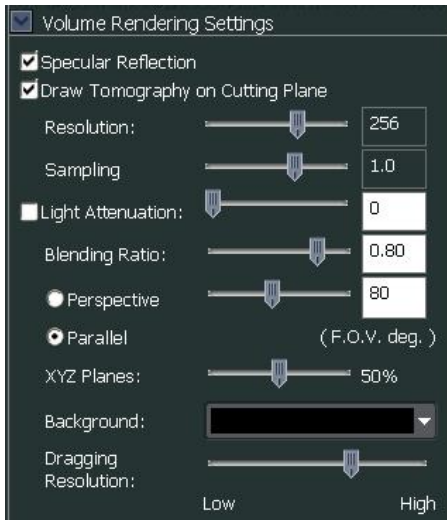 Volume Rendering Settings
Specular Reflection
Draw Tomography on Cutting Plane
Resolution: 256
Sampling 1.0
Light Attenuation: 0
Blending Ratio: 0.80
Perspective 80
Parallel (F.O.V. deg. )
XYZ Planes: 50%
Background:
Dragging
Resolution:
Low High